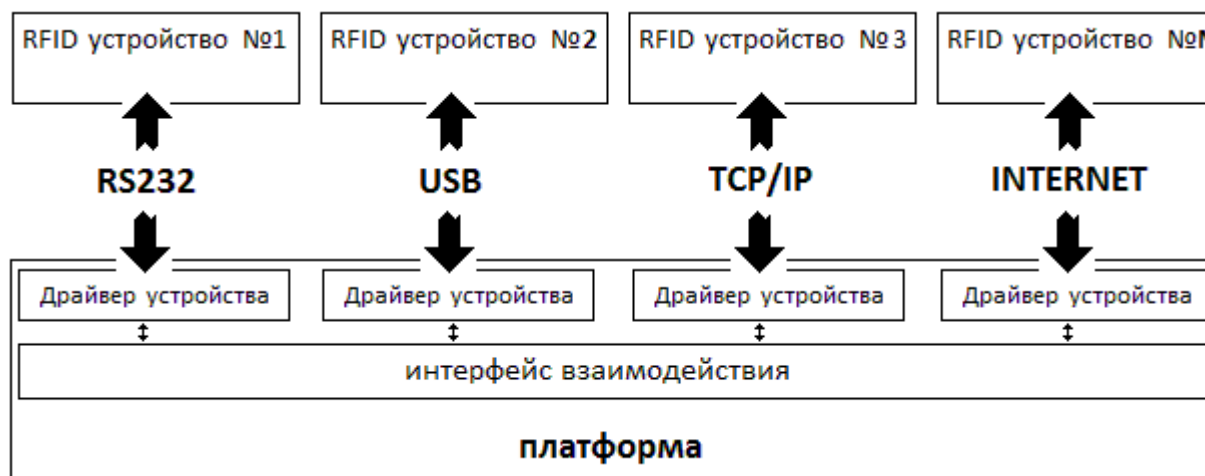 RFID устройство №1
RFID устройство №2
RFID устройство №3
RFID устройство №
RS232
USB
TCP/IP
INTERNET
Драйвер устройства
Драйвер устройства
Драйвер устройства
Драйвер устройства
интерфейс взаимодействия
платформа